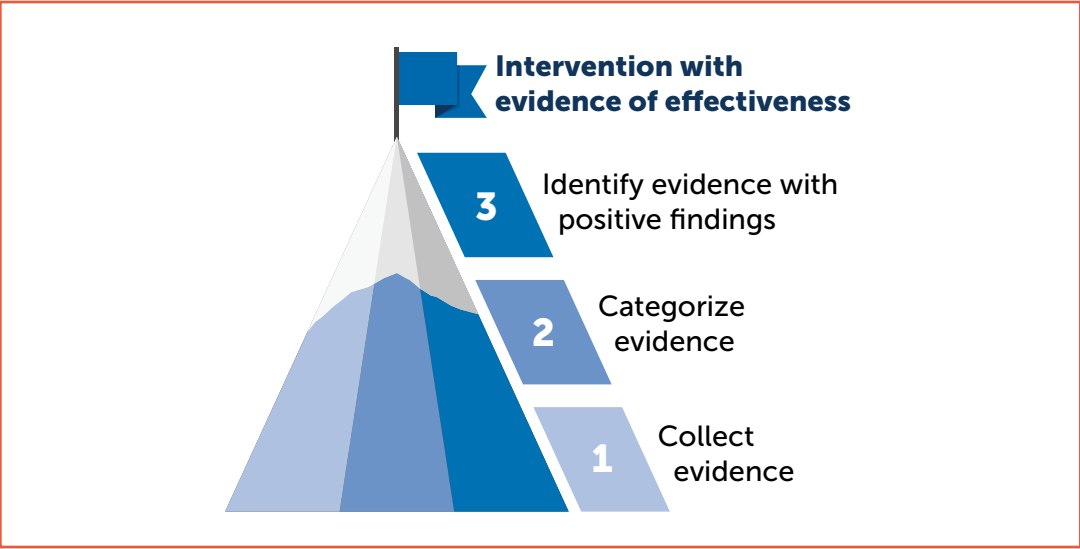 Intervention with
evidence of effectiveness
3
Identify evidence with
positive findings
2
Categorize
evidence
1
Collect
evidence